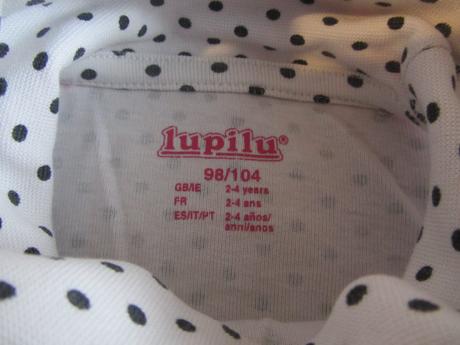 lupilu®
98/104
GB/IE 2-4 years
FR 2-4 ans
ES/IT/PT 2-4 años/
anni/anos